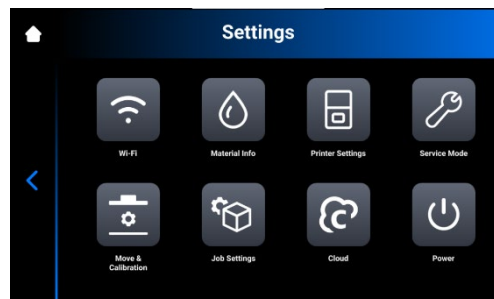 Settings
Wi-Fi
Material Info
Printer Settings
Service Mode
Move &
Calibration
Job Settings
Cloud
Power